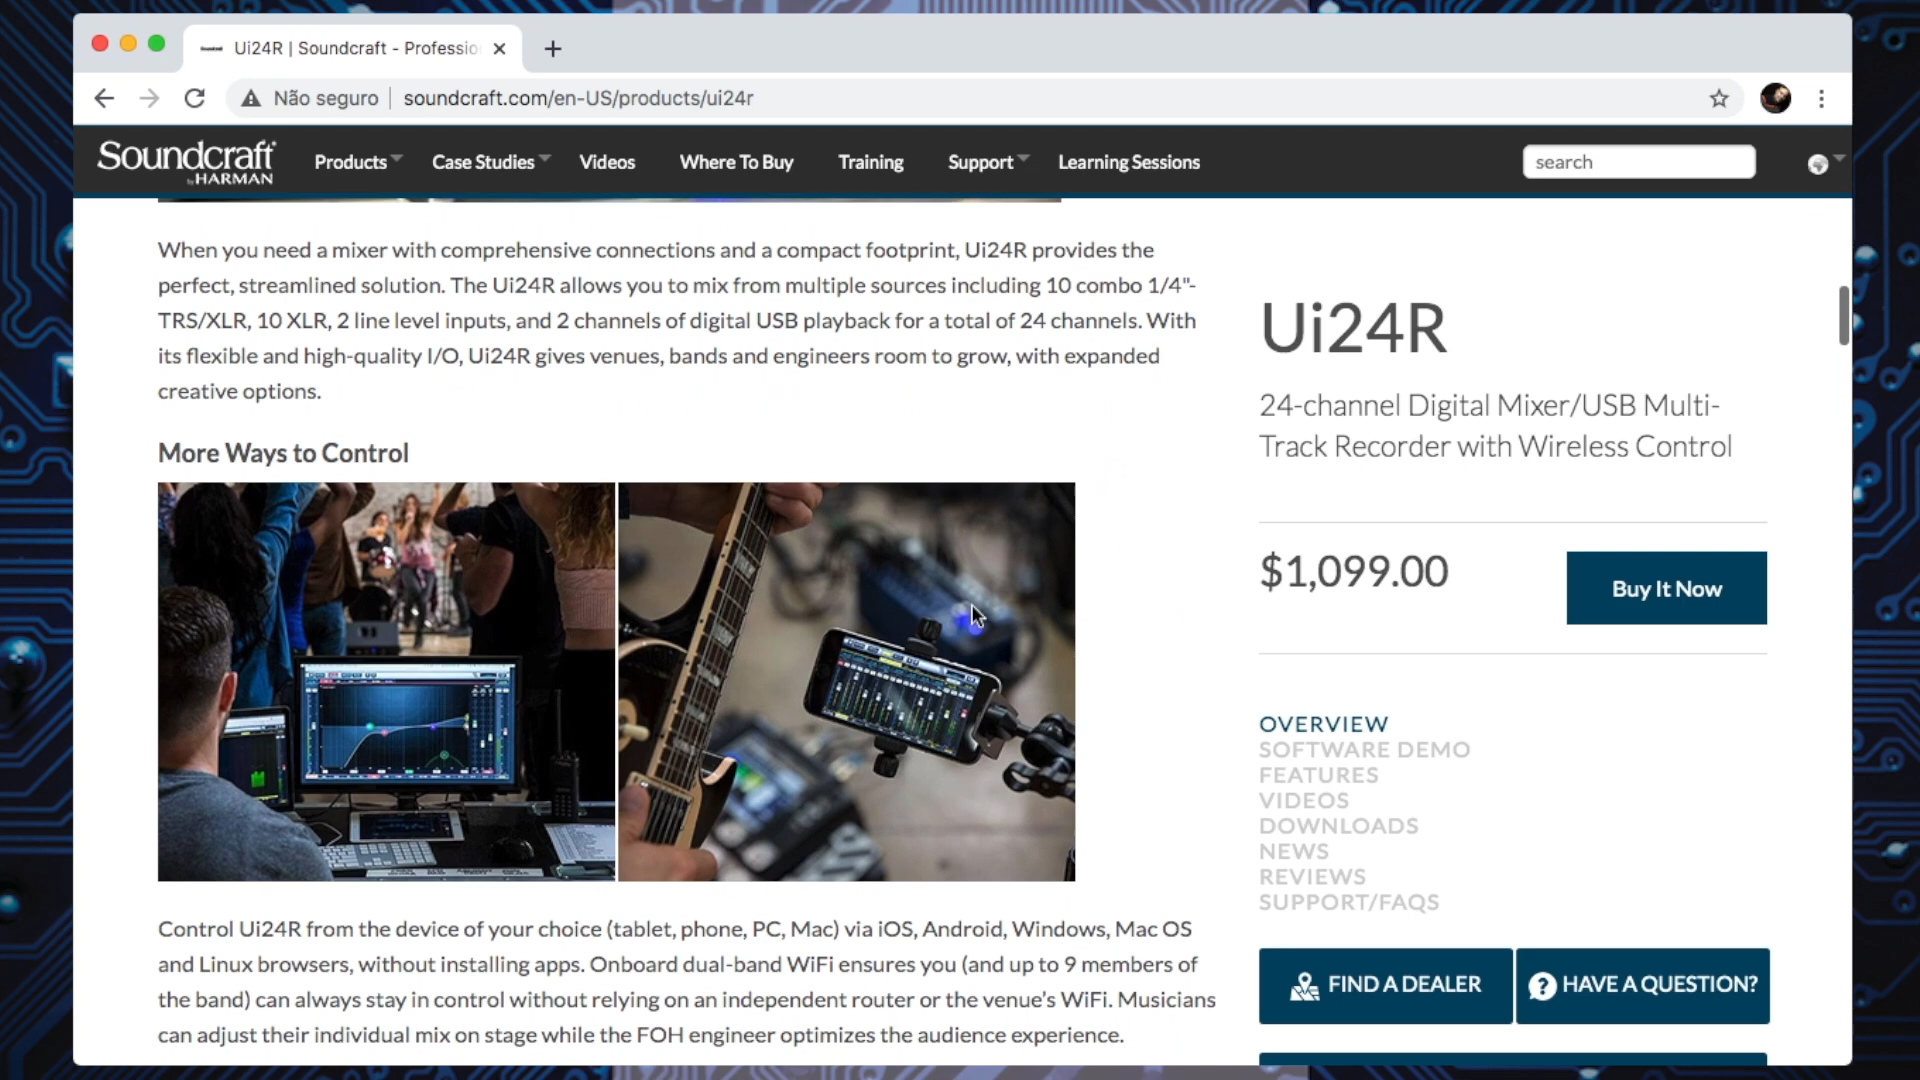 Ui24R | Soundcraft - Professio
Não seguro
soundcraft.com/en-US/products/ui24r
Soundcraft
by HARMAN
Products
Case Studies
Videos
Where To Buy
Training
Support
Learning Sessions
search
When you need a mixer with comprehensive connections and a compact footprint, Ui24R provides the
perfect, streamlined solution. The Ui24R allows you to mix from multiple sources including 10 combo 1/4"-
TRS/XLR, 10 XLR, 2 line level inputs, and 2 channels of digital USB playback for a total of 24 channels. With
its flexible and high-quality I/O, Ui24R gives venues, bands and engineers room to grow, with expanded
creative options.
More Ways to Control
Control Ui24R from the device of your choice (tablet, phone, PC, Mac) via iOS, Android, Windows, Mac OS
and Linux browsers, without installing apps. Onboard dual-band WiFi ensures you (and up to 9 members of
the band) can always stay in control without relying on an independent router or the venue's WiFi. Musicians
can adjust their individual mix on stage while the FOH engineer optimizes the audience experience.
Ui24R
24-channel Digital Mixer/USB Multi-
Track Recorder with Wireless Control
$1,099.00
Buy It Now
OVERVIEW
SOFTWARE DEMO
FEATURES
VIDEOS
DOWNLOADS
NEWS
REVIEWS
SUPPORT/FAQS
FIND A DEALER
HAVE A QUESTION?